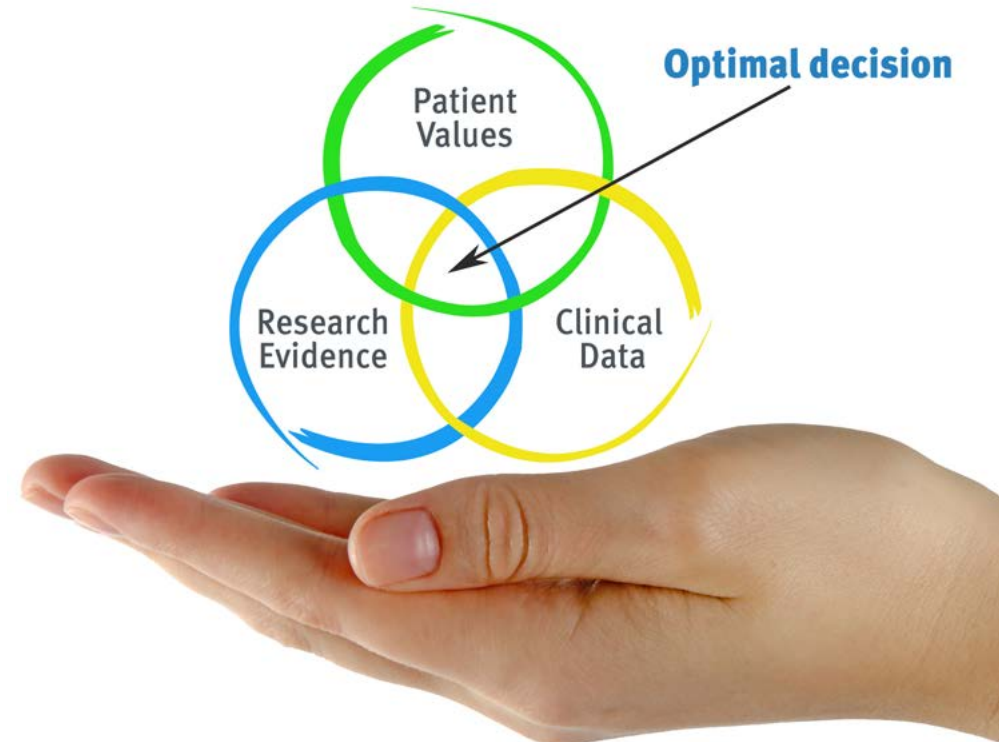 Optimal decision
Patient
Values
Research
Evidence
Clinical
Data